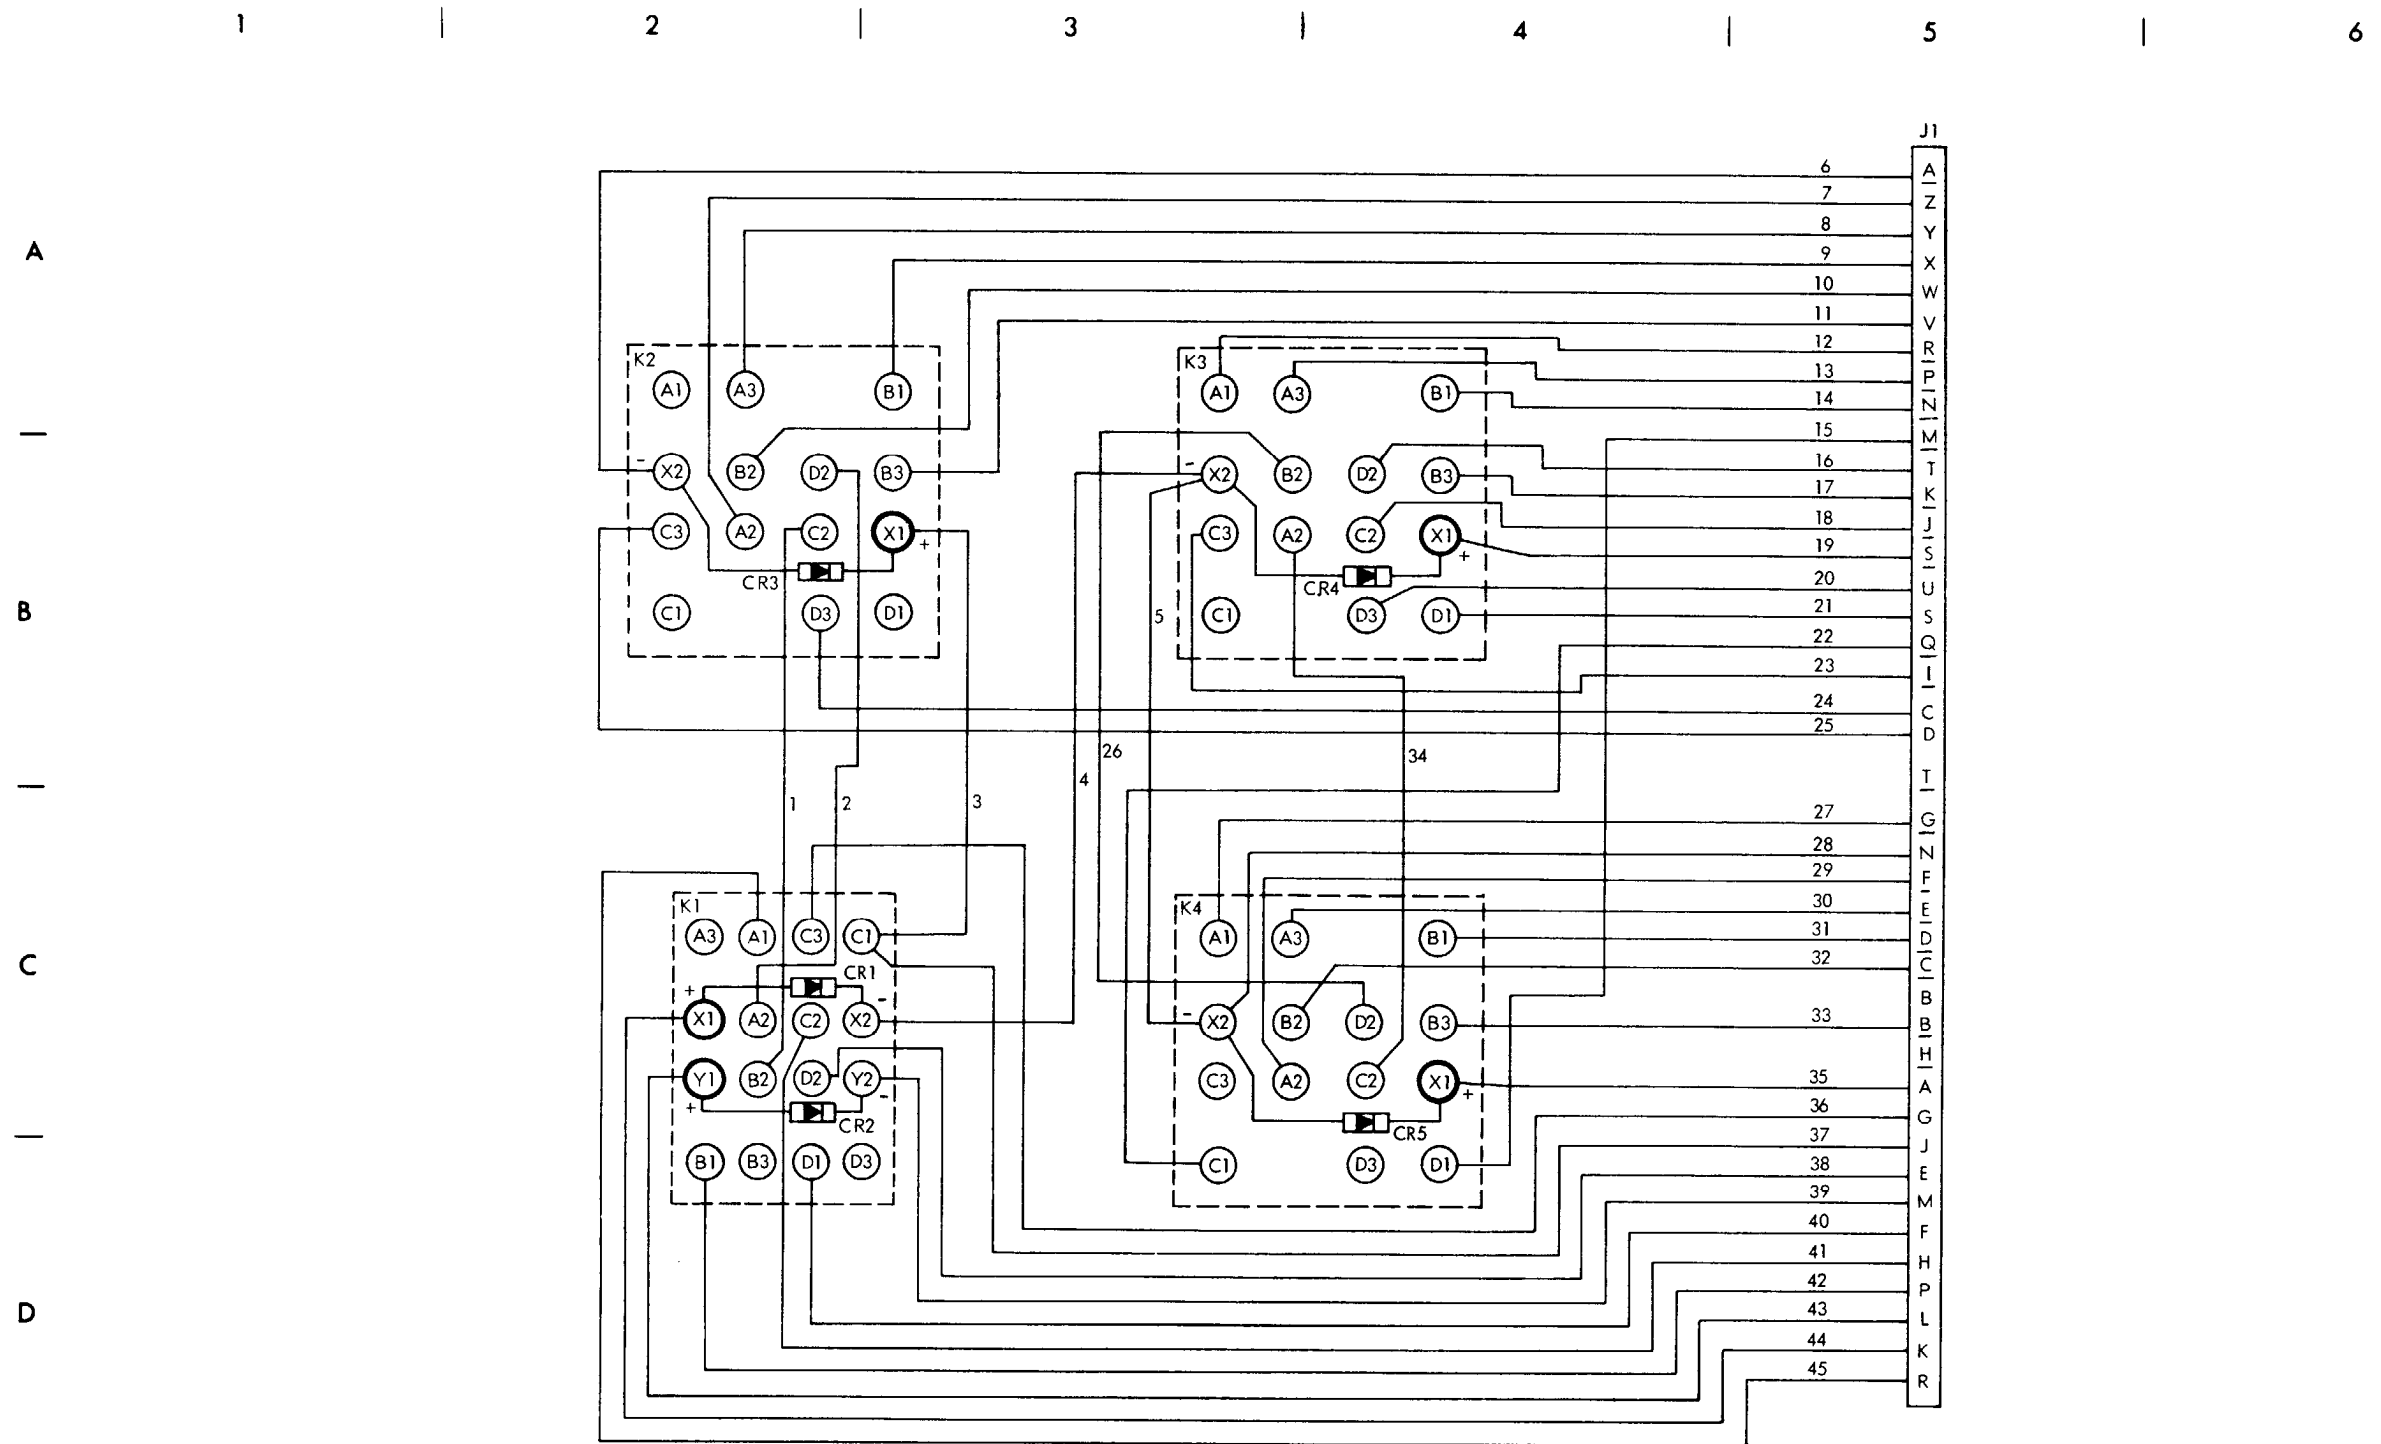 1 2 3 4 5 6
J1
6 A
7 Z
A
8 Y
9 X
10 W
11 V
12 R
K2 K3
13 P
A1 A3 B1 A1 A3 B1
14 N
15 M
- X2 B2 D2 B3 - X2 B2 D2 B3
16 T
17 K
18 J
C3 A2 C2 X1 + C3 A2 C2 X1 +
19 S
CR3 CR4
20 U
B
C1 D3 D1 5 C1 D3 D1
21 S
22 Q
23 I
24 C
25 D
26 34
4 T
1 2 3
27 G
28 N
29 F
K1 K4
30 E
A3 A1 C3 C1 A1 A3 B1
31 D
C
32 C
CR1
+ -
B
X1 A2 C2 X2 - X2 B2 D2 B3
33 B
H
Y1 B2 D2 Y2 C3 A2 C2 X1 +
35 A
+ -
CR2 CR5
36 G
37 J
B1 B3 D1 D3 C1 D3 D1
38 E
39 M
40 F
41 H
42 P
D
43 L
44 K
45 R